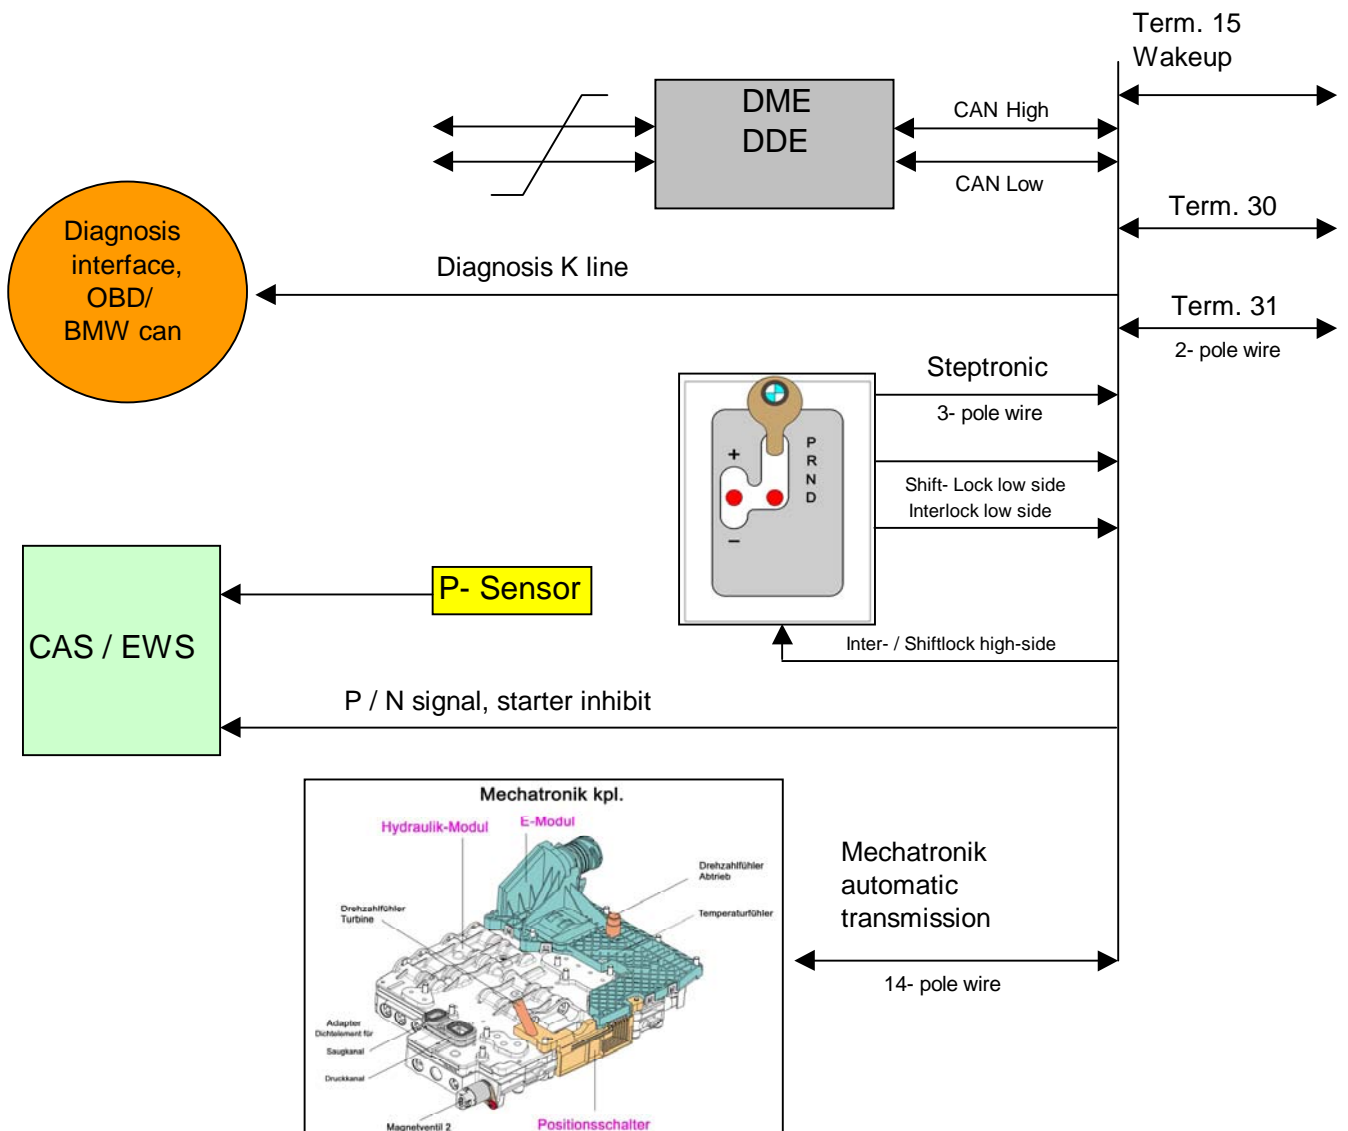 Term. 15
Wakeup
DME
DDE
CAN High
CAN Low
Term. 30
Diagnosis
interface,
OBD/
BMW can
Diagnosis K line
Term. 31
2- pole wire
Steptronic
3- pole wire
P
R
N
D
+
−
Shift- Lock low side
Interlock low side
P- Sensor
CAS / EWS
Inter- / Shiftlock high-side
P / N signal, starter inhibit
Mechatronik kpl.
Hydraulik-Modul
E-Modul
Drehzahlfühler
Abtrieb
Drehzahlfühler
Turbine
Temperaturfühler
Adapter
Dichtelement für
Saugkanal
Druckkanal
Magnetventil 2
Positionsschalter
Mechatronik
automatic
transmission
14- pole wire